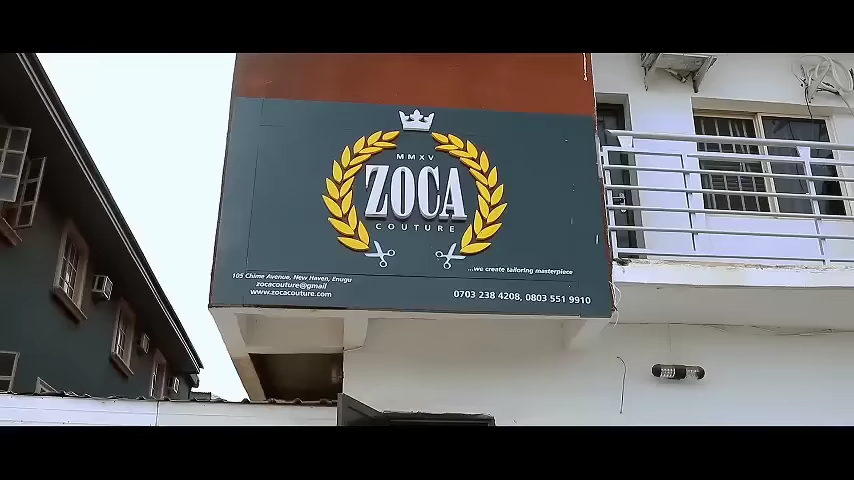 MMXV
ZOCA
COUTURE
...we create tailoring masterpiece
105 Chime Avenue, New Haven, Enugu
zocacouture@gmail
www.zocacouture.com
0703 238 4208, 0803 551 9910